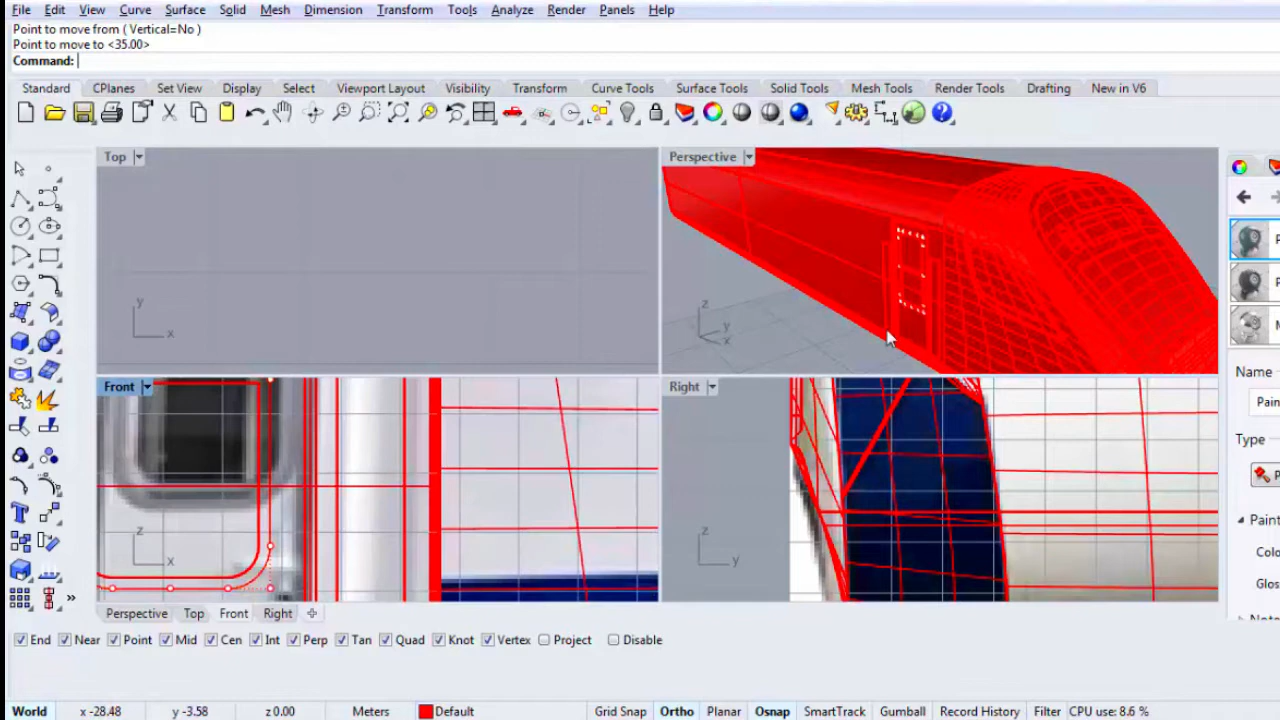 File Edit View Curve Surface Solid Mesh Dimension Transform Tools Analyze Render Panels Help
Point to move from ( Vertical=No )
Point to move to <35.00>
Command:
Standard CPlanes Set View Display Select Viewport Layout Visibility Transform Curve Tools Surface Tools Solid Tools Mesh Tools Render Tools Drafting New in V6
Top
Perspective
y
x
z
y
x
Front
Right
z
x
z
y
Name
Pain
Type
P
Paint
Colo
Glos
Perspective Top Front Right
End Near Point Mid Cen Int Perp Tan Quad Knot Vertex Project Disable
World x -28.48 y -3.58 z 0.00 Meters Default Grid Snap Ortho Planar Osnap SmartTrack Gumball Record History Filter CPU use: 8.6 %